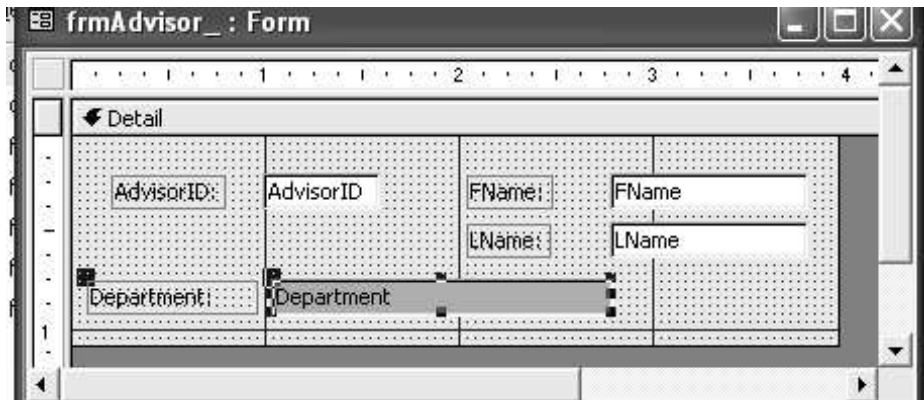 frmAdvisor_ : Form
1 2 3 4
Detail
AdvisorID: AdvisorID FName: FName
LName: LName
Department: Department
1